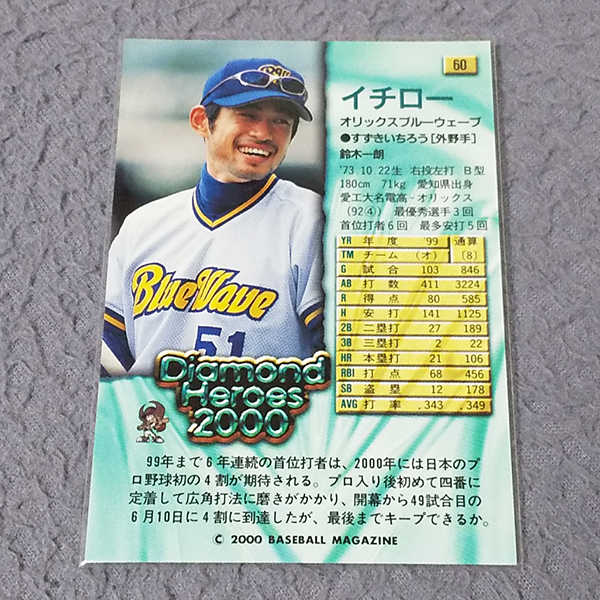 60
イチロー
オリックスブルーウェーブ
●すずきいちろう[外野手]
鈴木一朗
'73 10 22生 右投左打 B型
180cm 71kg 愛知県出身
愛工大名電高-オリックス
(92④) 最優秀選手3回
首位打者6回 最多安打5回
YR 年度 '99 通算
TM チーム (オ) [8]
G 試合 103 846
AB 打数 411 3224
R 得点 80 585
H 安打 141 1125
2B 二塁打 27 189
3B 三塁打 2 22
HR 本塁打 21 106
RBI 打点 68 456
SB 盗塁 12 178
AVG 打率 .343 .349
BlueWave
51
Diamond
Heroes
2000
99年まで6年連続の首位打者は、2000年には日本のプ
ロ野球初の4割が期待される。プロ入り後初めて四番に
定着して広角打法に磨きがかかり、開幕から49試合目の
6月10日に4割に到達したが、最後までキープできるか。
© 2000 BASEBALL MAGAZINE